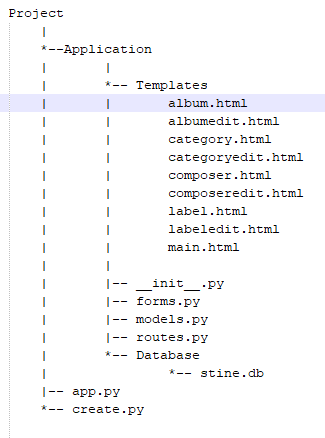 Project
|
*--Application
|       |
|       *-- Templates
|       |       album.html
|       |       albumedit.html
|       |       category.html
|       |       categoryedit.html
|       |       composer.html
|       |       composeredit.html
|       |       label.html
|       |       labeledit.html
|       |       main.html
|       |
|       |-- __init__.py
|       |-- forms.py
|       |-- models.py
|       |-- routes.py
|       *-- Database
|               *-- stine.db
|-- app.py
*-- create.py